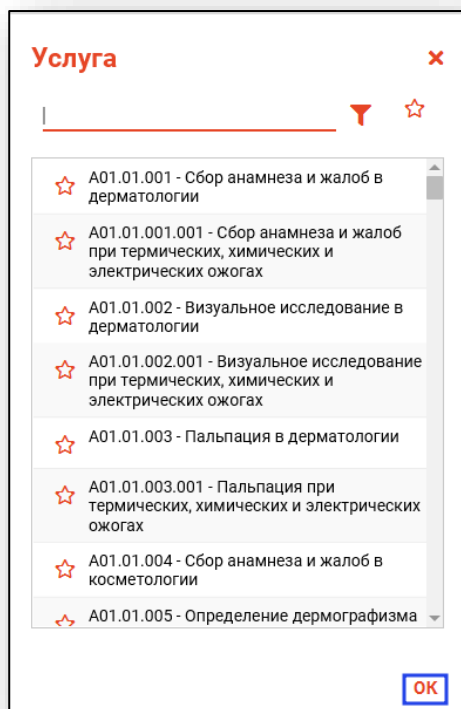 Услуга
A01.01.001 - Сбор анамнеза и жалоб в
дерматологии
A01.01.001.001 - Сбор анамнеза и жалоб
при термических, химических и
электрических ожогах
A01.01.002 - Визуальное исследование в
дерматологии
A01.01.002.001 - Визуальное исследование
при термических, химических и
электрических ожогах
A01.01.003 - Пальпация в дерматологии
A01.01.003.001 - Пальпация при
термических, химических и электрических
ожогах
A01.01.004 - Сбор анамнеза и жалоб в
косметологии
A01.01.005 - Определение дермографизма
ОК